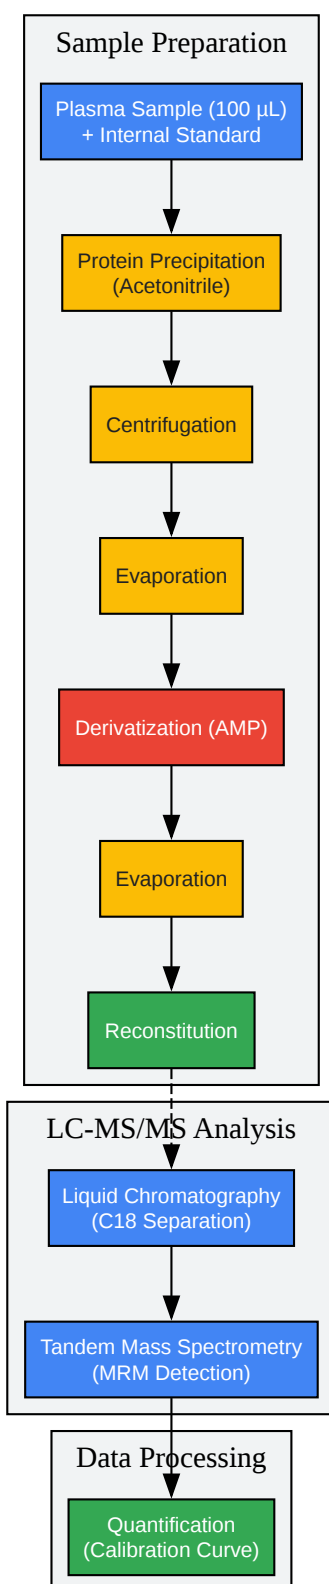 Sample Preparation
Plasma Sample (100 µL)
+ Internal Standard
Protein Precipitation
(Acetonitrile)
Centrifugation
Evaporation
Derivatization (AMP)
Evaporation
Reconstitution
LC-MS/MS Analysis
Liquid Chromatography
(C18 Separation)
Tandem Mass Spectrometry
(MRM Detection)
Data Processing
Quantification
(Calibration Curve)